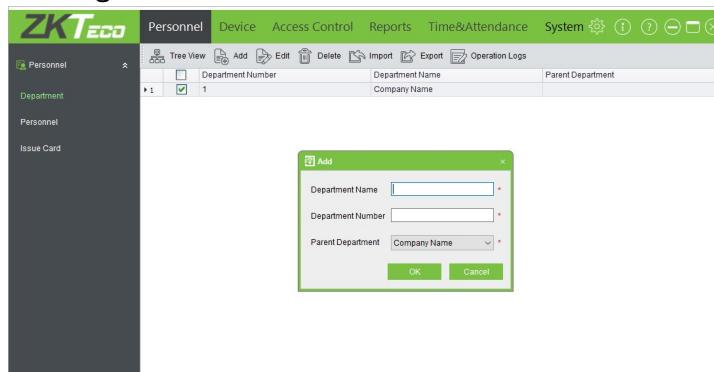 ZKTECO
Personnel Device Access Control Reports Time&Attendance System
Personnel
Tree View Add Edit Delete Import Export Operation Logs
Department Number Department Name Parent Department
1 1 Company Name
Department
Personnel
Issue Card
Add
Department Name *
Department Number *
Parent Department Company Name *
OK Cancel